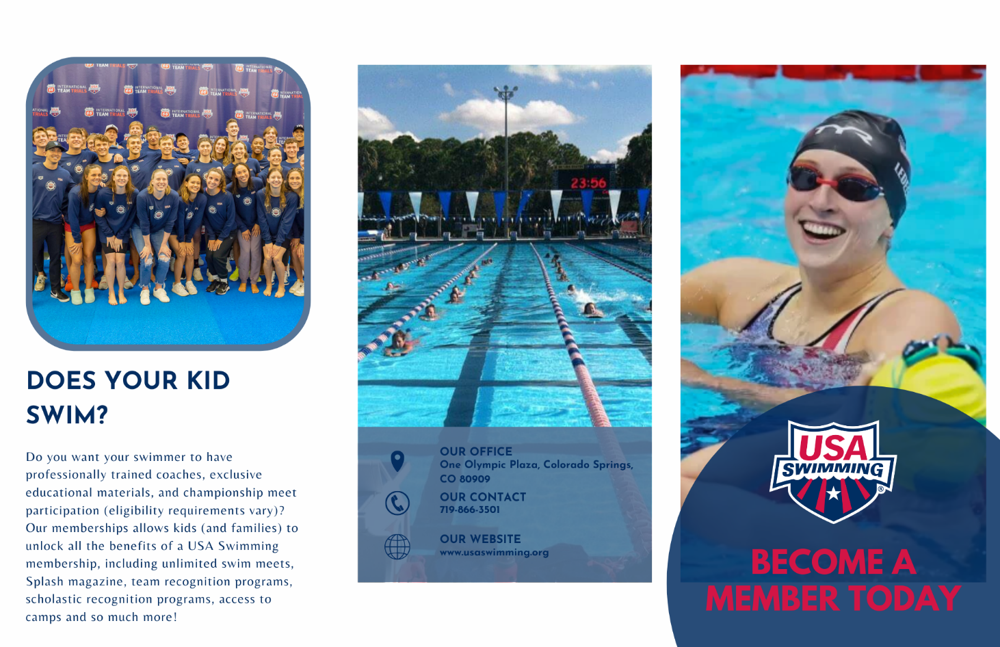 INTERNATIONAL
TEAM TRIALS
DOES YOUR KID
SWIM?
Do you want your swimmer to have
professionally trained coaches, exclusive
educational materials, and championship meet
participation (eligibility requirements vary)?
Our memberships allows kids (and families) to
unlock all the benefits of a USA Swimming
membership, including unlimited swim meets,
Splash magazine, team recognition programs,
scholastic recognition programs, access to
camps and so much more!
23:56
OUR OFFICE
One Olympic Plaza, Colorado Springs,
CO 80909
OUR CONTACT
719-866-3501
OUR WEBSITE
www.usaswimming.org
LEDE
USA
SWIMMING
®
BECOME A
MEMBER TODAY